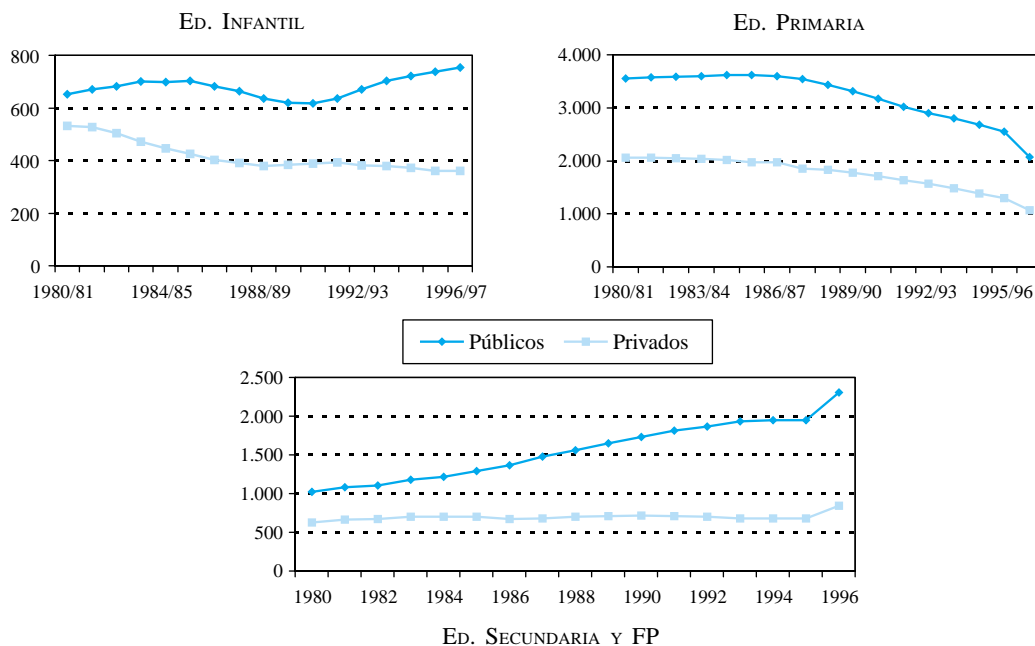 ED. INFANTIL
800
600
400
200
0
1980/81 1984/85 1988/89 1992/93 1996/97
ED. PRIMARIA
4.000
3.000
2.000
1.000
0
1980/81 1983/84 1986/87 1989/90 1992/93 1995/96
Públicos Privados
2.500
2.000
1.500
1.000
500
0
1980 1982 1984 1986 1988 1990 1992 1994 1996
ED. SECUNDARIA Y FP